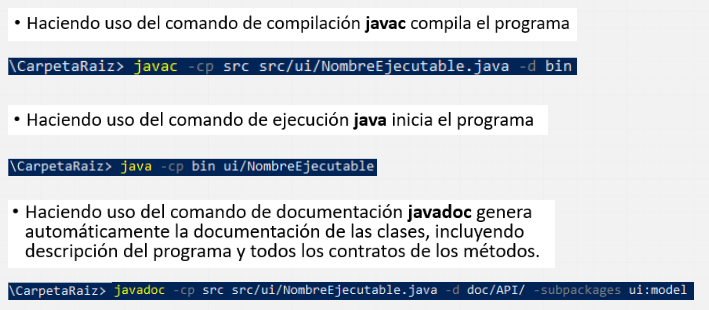 • Haciendo uso del comando de compilación javac compila el programa
\CarpetaRaiz> javac -cp src src/ui/NombreEjecutable.java -d bin
• Haciendo uso del comando de ejecución java inicia el programa
\CarpetaRaiz> java -cp bin ui/NombreEjecutable
• Haciendo uso del comando de documentación javadoc genera
automáticamente la documentación de las clases, incluyendo
descripción del programa y todos los contratos de los métodos.
\CarpetaRaiz> javadoc -cp src src/ui/NombreEjecutable.java -d doc/API/ -subpackages ui:model